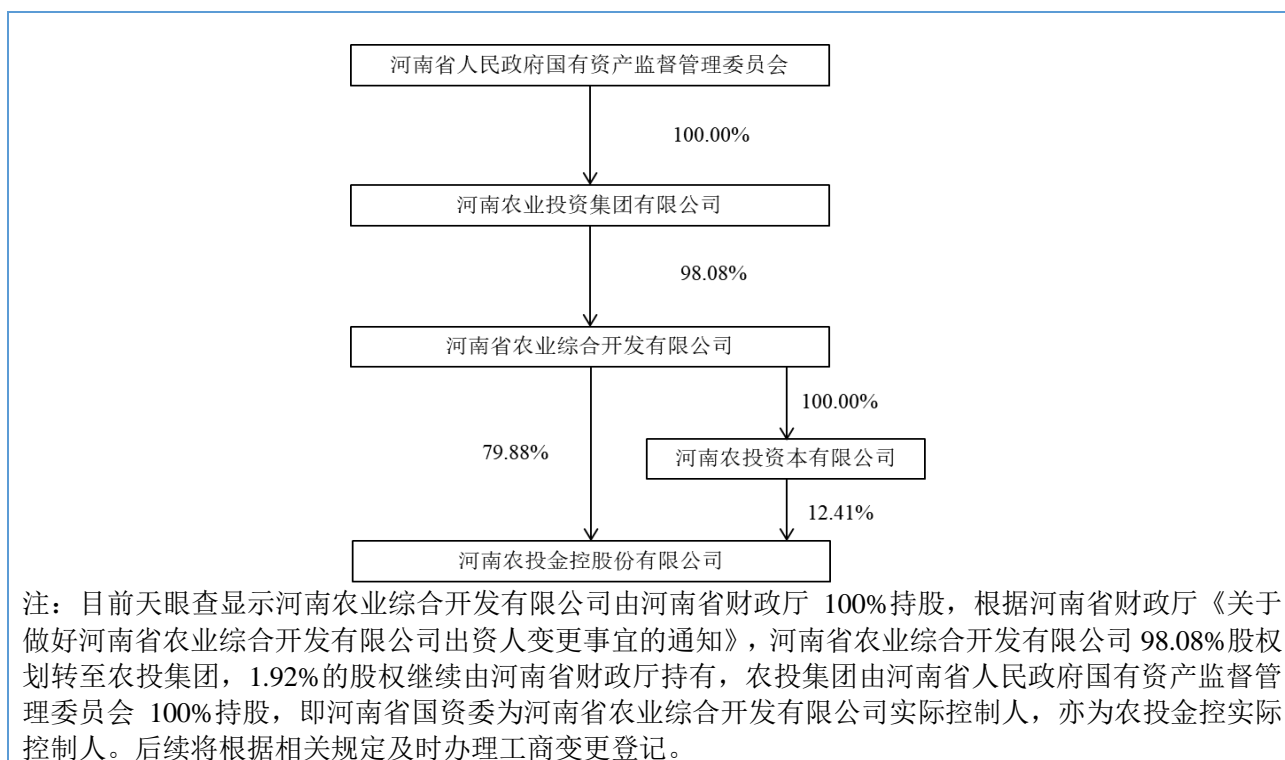 河南省人民政府国有资产监督管理委员会
100.00%
河南农业投资集团有限公司
98.08%
河南省农业综合开发有限公司
100.00%
79.88%
河南农投资本有限公司
12.41%
河南农投金控股份有限公司
注：目前天眼查显示河南农业综合开发有限公司由河南省财政厅 100%持股，根据河南省财政厅《关于
做好河南省农业综合开发有限公司出资人变更事宜的通知》，河南省农业综合开发有限公司 98.08%股权
划转至农投集团，1.92%的股权继续由河南省财政厅持有，农投集团由河南省人民政府国有资产监督管
理委员会 100%持股，即河南省国资委为河南省农业综合开发有限公司实际控制人，亦为农投金控实际
控制人。后续将根据相关规定及时办理工商变更登记。